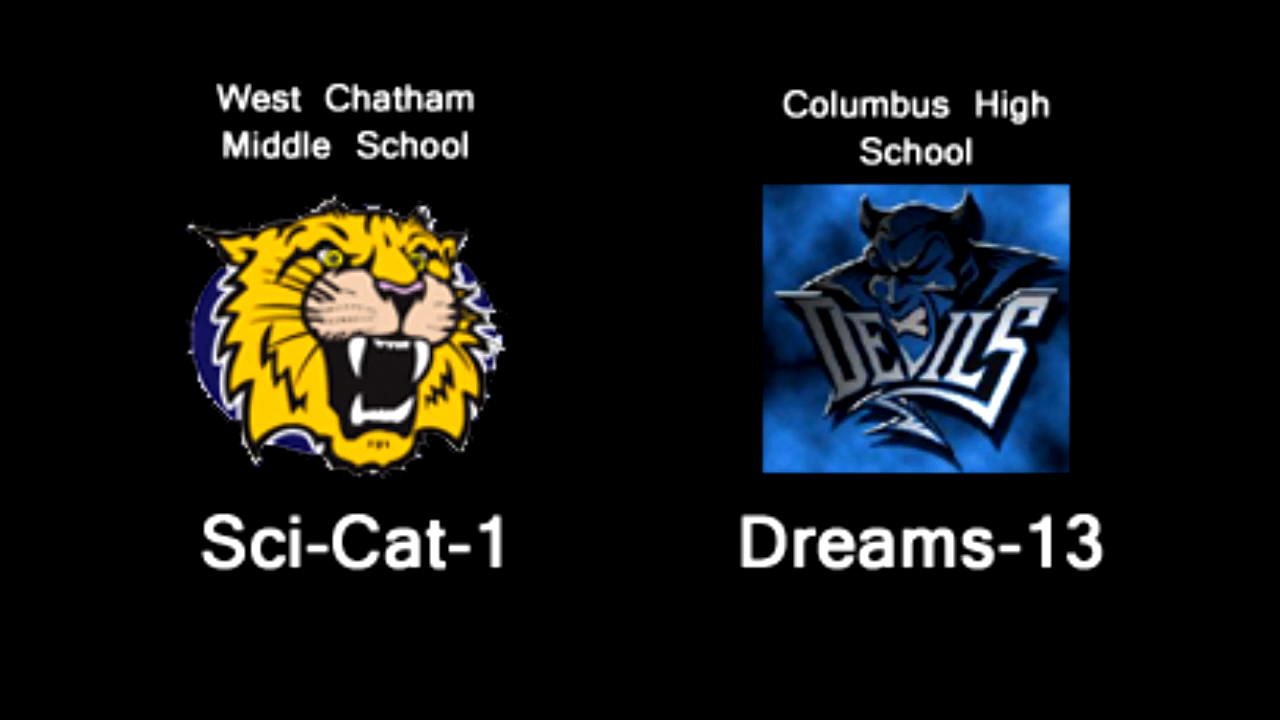 West Chatham
Middle School
Columbus High
School
DEVILS
Sci-Cat-1
Dreams-13